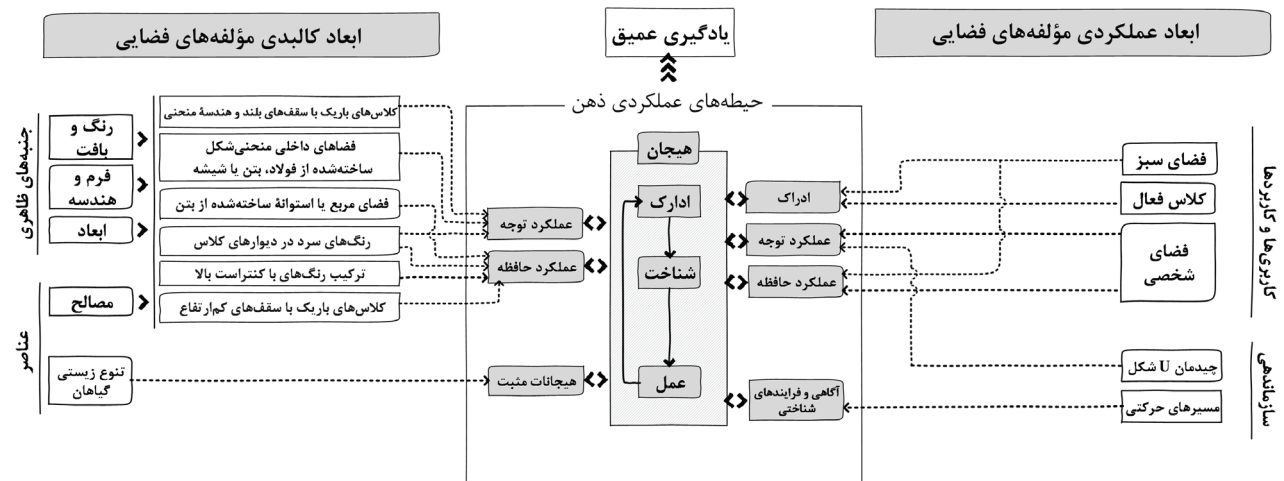 ابعاد عملکردی مؤلفه‌های فضایی
یادگیری عمیق
ابعاد کالبدی مؤلفه‌های فضایی
حیطه‌های عملکردی ذهن
کاربری‌ها و کاربردها
فضای سبز
کلاس فعال
فضای
شخصی
سازماندهی
چیدمان U شکل
مسیرهای حرکتی
ادراک
عملکرد توجه
عملکرد حافظه
آگاهی و فرایندهای
شناختی
هیجان
ادارک
شناخت
عمل
عملکرد توجه
عملکرد حافظه
هیجانات مثبت
کلاس‌های باریک با سقف‌های بلند و هندسهٔ منحنی
فضاهای داخلی منحنی‌شکل
ساخته‌شده از فولاد، بتن یا شیشه
فضای مربع یا استوانهٔ ساخته‌شده از بتن
رنگ‌های سرد در دیوارهای کلاس
ترکیب رنگ‌های با کنتراست بالا
کلاس‌های باریک با سقف‌های کم‌ارتفاع
رنگ و
بافت
فرم و
هندسه
ابعاد
مصالح
تنوع زیستی
گیاهان
جنبه‌های ظاهری
عناصر